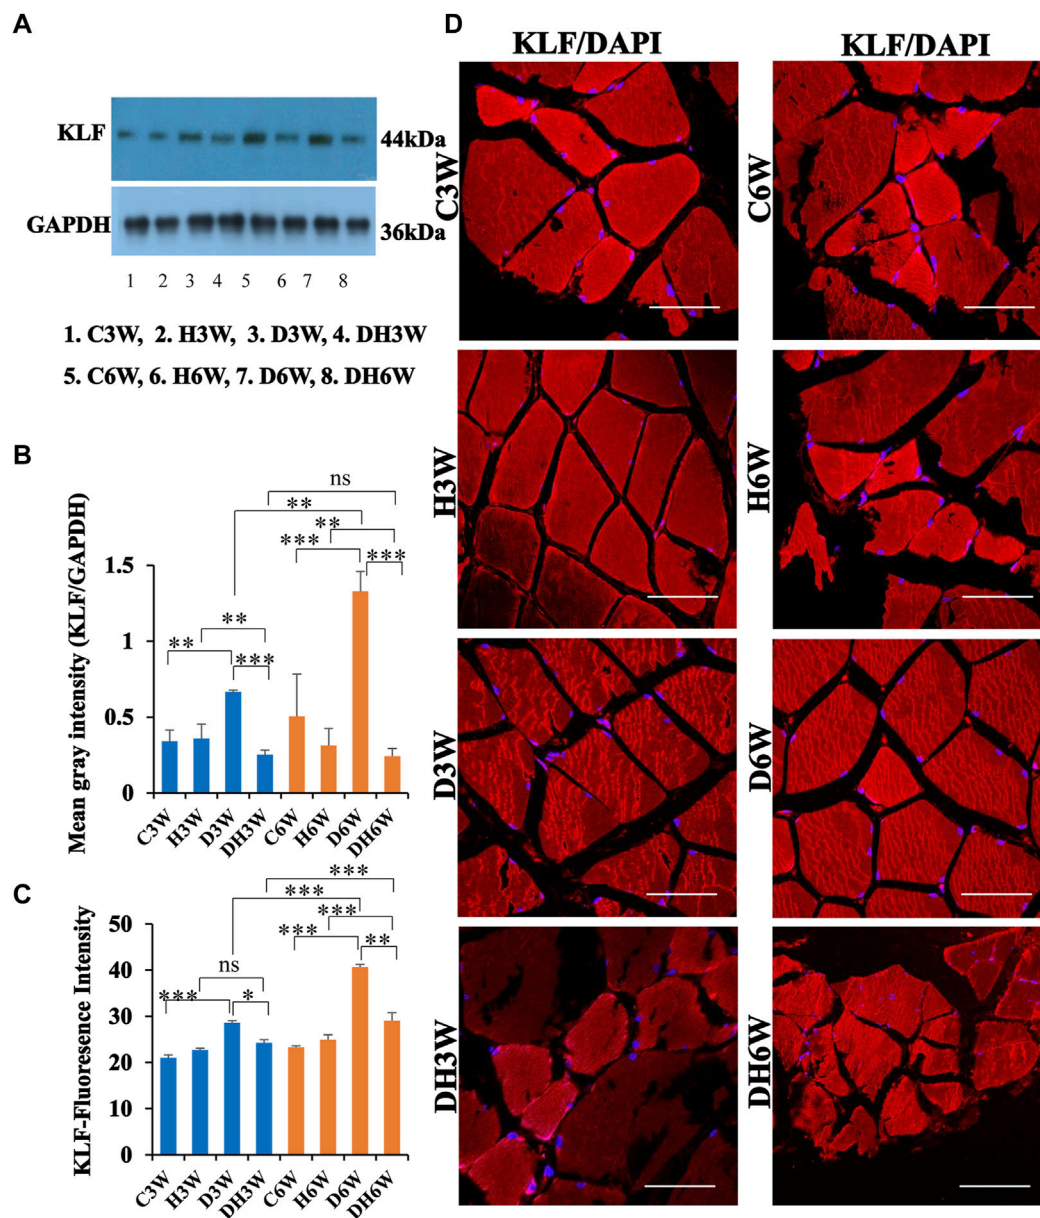 A
KLF
44kDa
GAPDH
36kDa
1 2 3 4 5 6 7 8
1. C3W, 2. H3W, 3. D3W, 4. DH3W
5. C6W, 6. H6W, 7. D6W, 8. DH6W
B
Mean gray intensity (KLF/GAPDH)
ns
**
**
***
***
**
**
***
1.5
1
0.5
0
C3W H3W D3W DH3W C6W H6W D6W DH6W
C
KLF-Fluoresence Intensity
***
***
***
***
**
ns
***
*
50
40
30
20
10
0
C3W H3W D3W DH3W C6W H6W D6W DH6W
D
KLF/DAPI KLF/DAPI
C3W C6W
H3W H6W
D3W D6W
DH3W DH6W